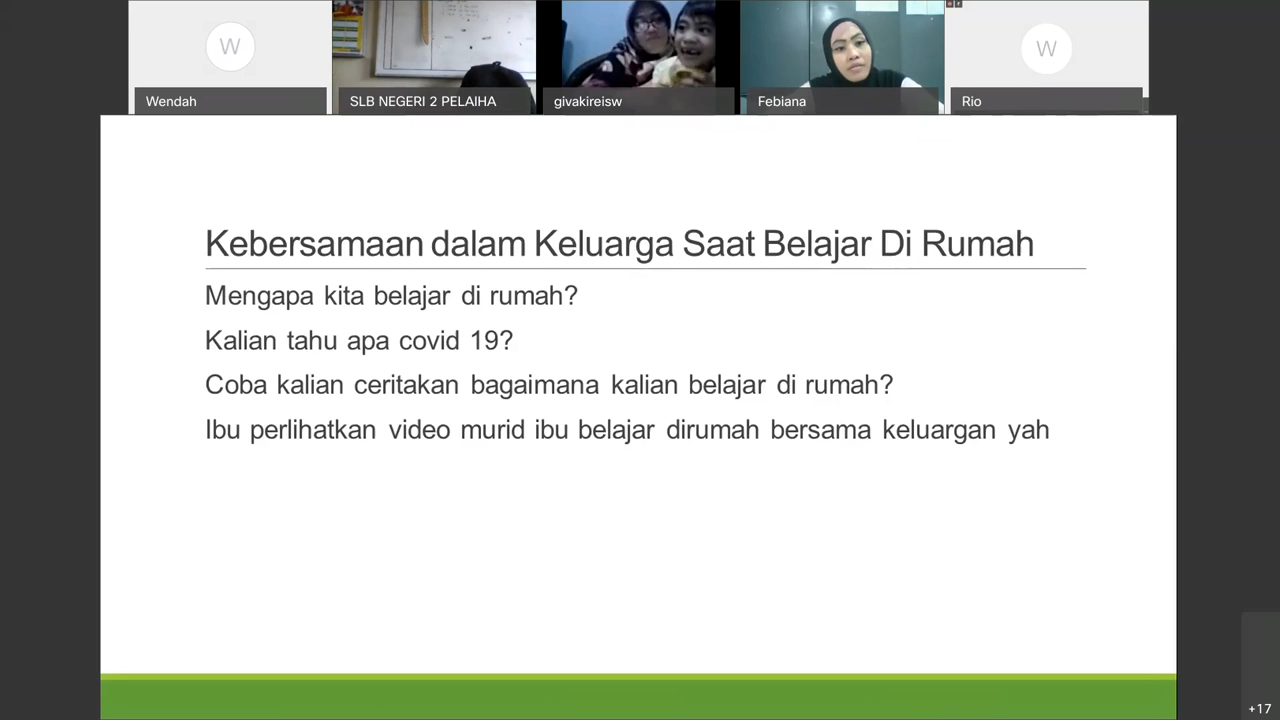 W
W
Wendah
SLB NEGERI 2 PELAIHA
givakireisw
Febiana
Rio
Kebersamaan dalam Keluarga Saat Belajar Di Rumah
Mengapa kita belajar di rumah?
Kalian tahu apa covid 19?
Coba kalian ceritakan bagaimana kalian belajar di rumah?
Ibu perlihatkan video murid ibu belajar dirumah bersama keluargan yah
+17